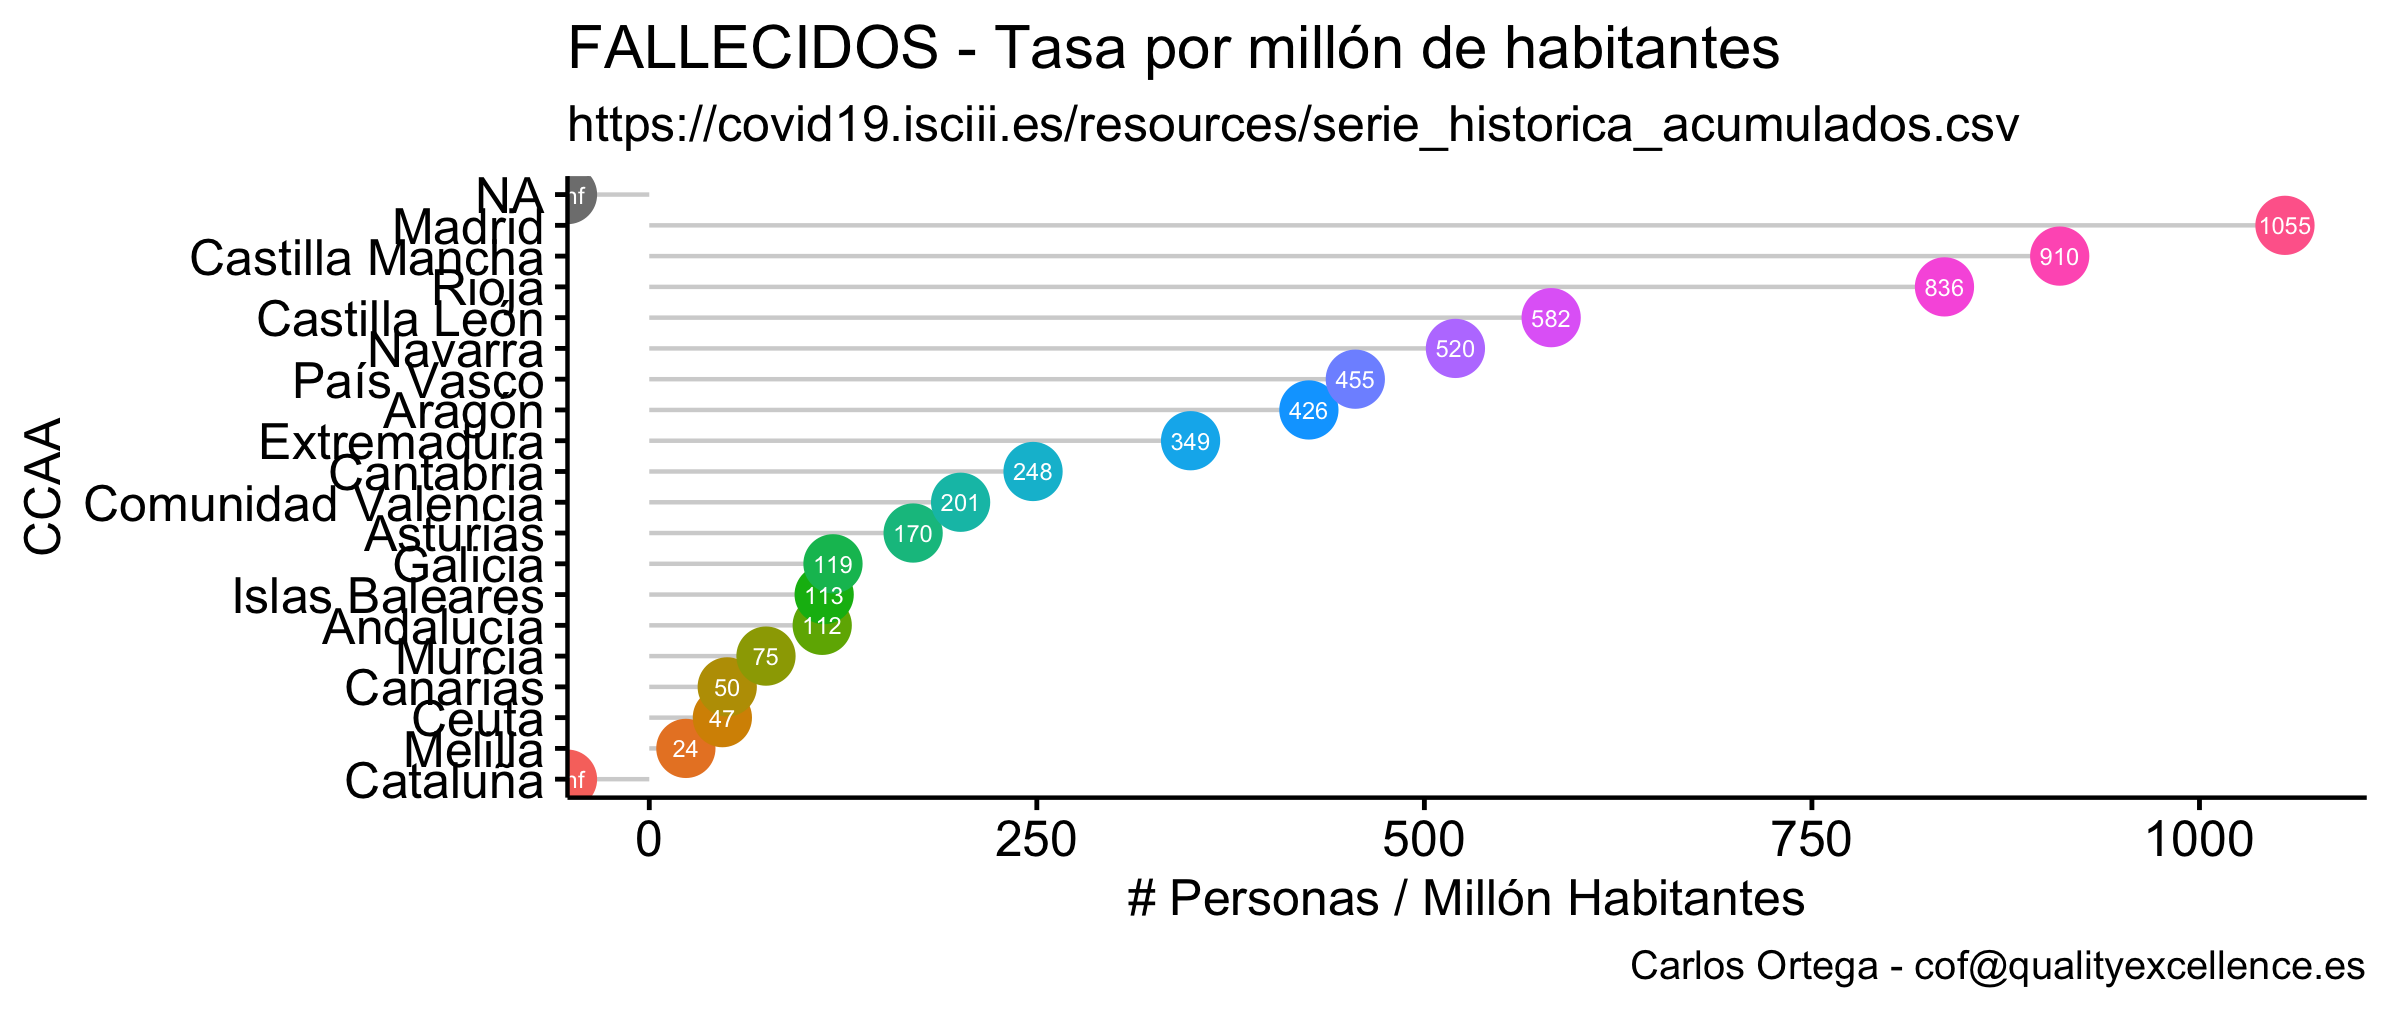 FALLECIDOS - Tasa por millón de habitantes
https://covid19.isciii.es/resources/serie_historica_acumulados.csv
CCAA
NA nf
Madrid 1055
Castilla Mancha 910
Rioja 836
Castilla León 582
Navarra 520
País Vasco 455
Aragón 426
Extremadura 349
Cantabria 248
Comunidad Valencia 201
Asturias 170
Galicia 119
Islas Baleares 113
Andalucía 112
Murcia 75
Canarias 50
Ceuta 47
Melilla 24
Cataluña nf
0 250 500 750 1000
# Personas / Millón Habitantes
Carlos Ortega - cof@qualityexcellence.es